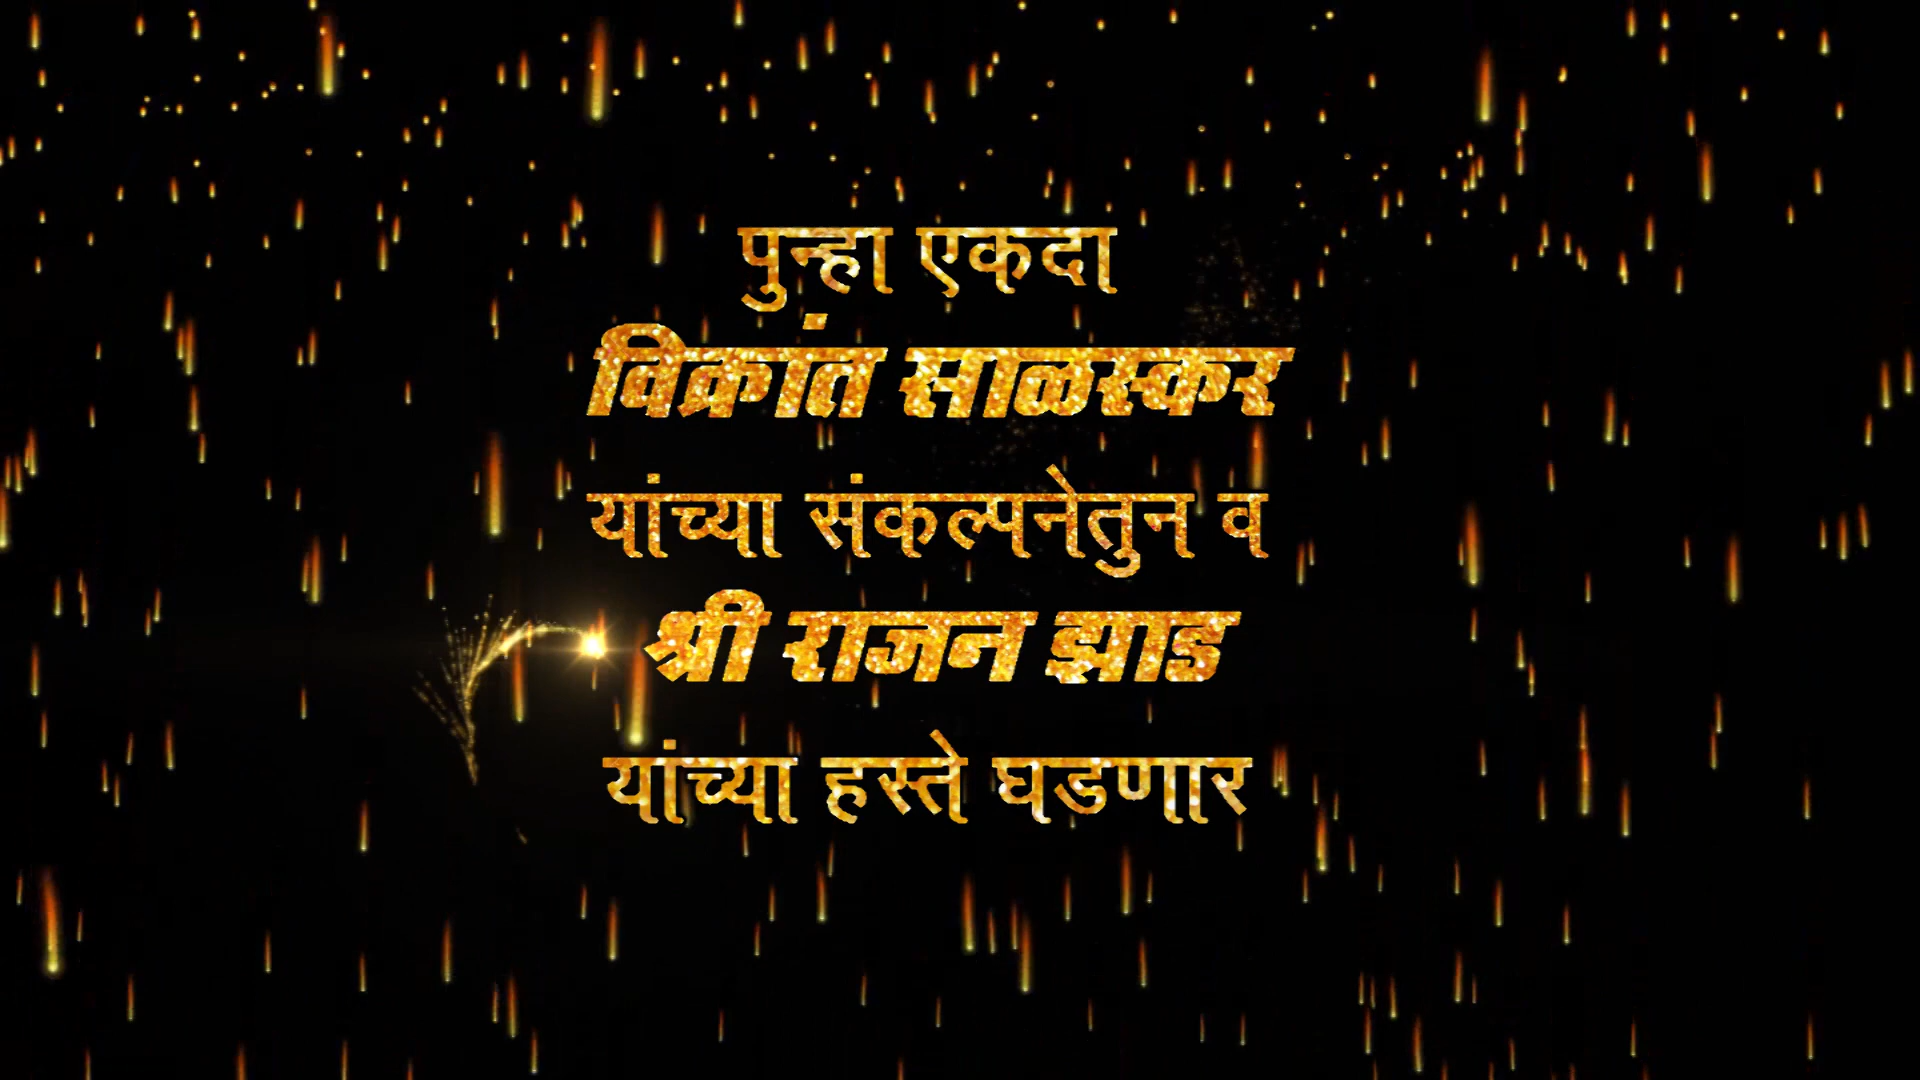 पुन्हा एकदा
विक्रांत साळस्कर
यांच्या संकल्पनेतुन व
श्री राजन झाड
यांच्या हस्ते घडणार